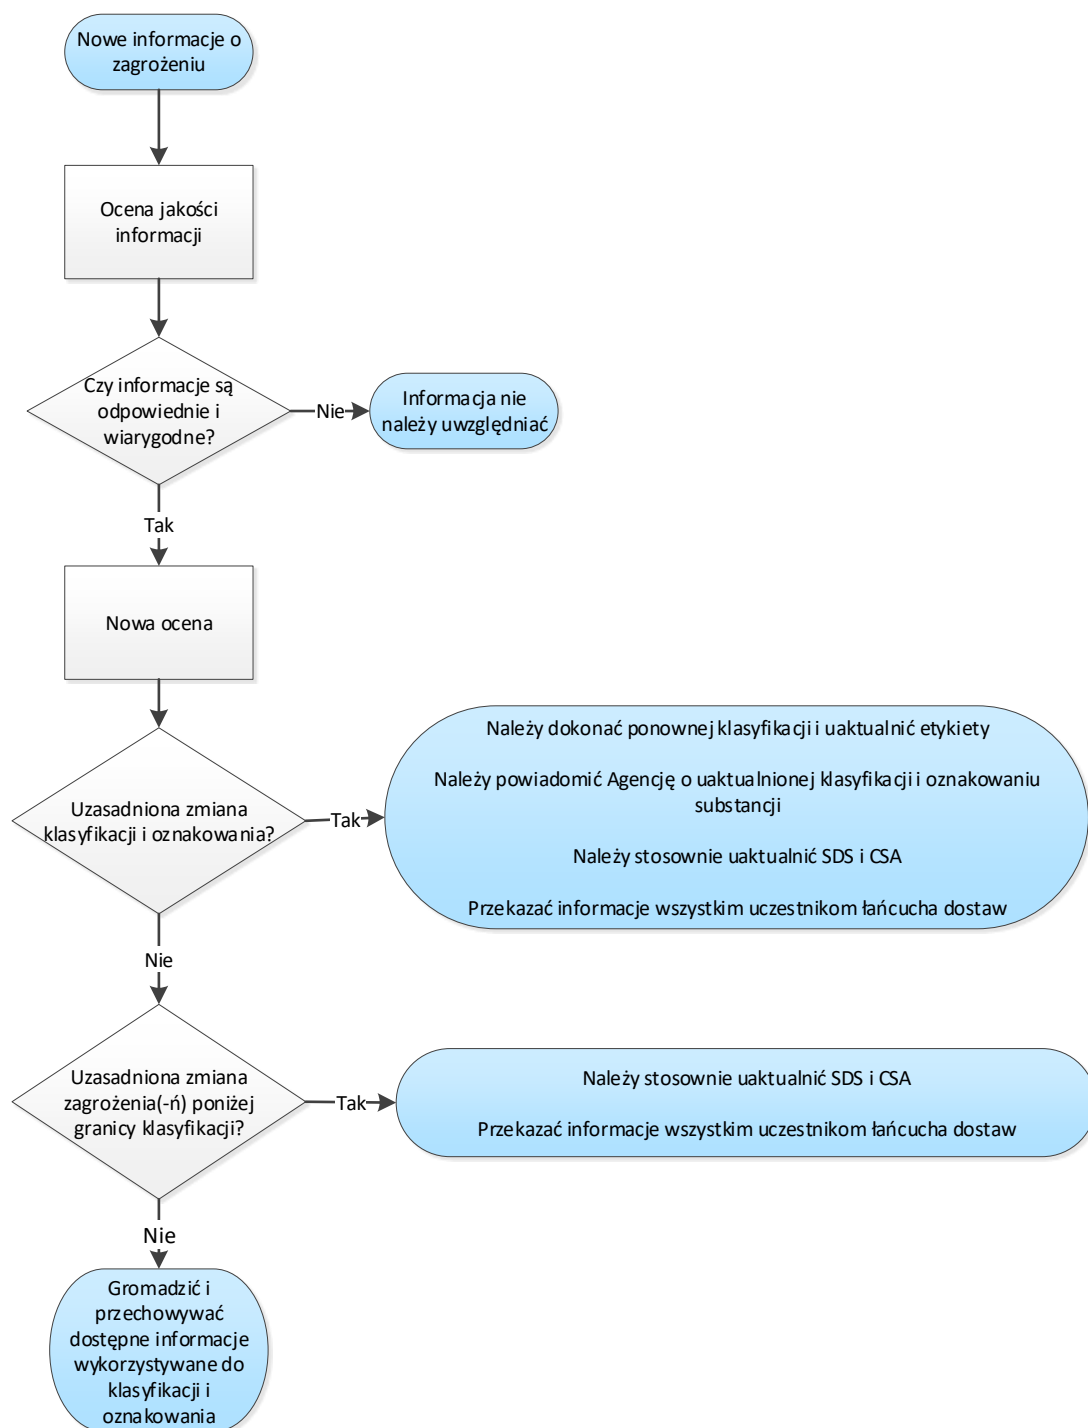 Nowe informacje o
zagrożeniu
Ocena jakości
informacji
Czy informacje są
odpowiednie i
wiarygodne?
Nie
Informacja nie
należy uwzględniać
Tak
Nowa ocena
Uzasadniona zmiana
klasyfikacji i oznakowania?
Tak
Należy dokonać ponownej klasyfikacji i uaktualnić etykiety
Należy powiadomić Agencję o uaktualnionej klasyfikacji i oznakowaniu
substancji
Należy stosownie uaktualnić SDS i CSA
Przekazać informacje wszystkim uczestnikom łańcucha dostaw
Nie
Uzasadniona zmiana
zagrożenia(-ń) poniżej
granicy klasyfikacji?
Tak
Należy stosownie uaktualnić SDS i CSA
Przekazać informacje wszystkim uczestnikom łańcucha dostaw
Nie
Gromadzić i
przechowywać
dostępne informacje
wykorzystywane do
klasyfikacji i
oznakowania